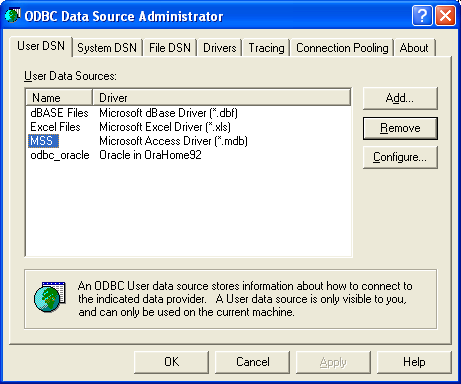 ODBC Data Source Administrator
User DSN System DSN File DSN Drivers Tracing Connection Pooling About
User Data Sources:
Name Driver
dBASE Files Microsoft dBase Driver (*.dbf)
Excel Files Microsoft Excel Driver (*.xls)
MSS Microsoft Access Driver (*.mdb)
odbc_oracle Oracle in OraHome92
Add...
Remove
Configure...
An ODBC User data source stores information about how to connect to
the indicated data provider. A User data source is only visible to you,
and can only be used on the current machine.
OK Cancel Apply Help